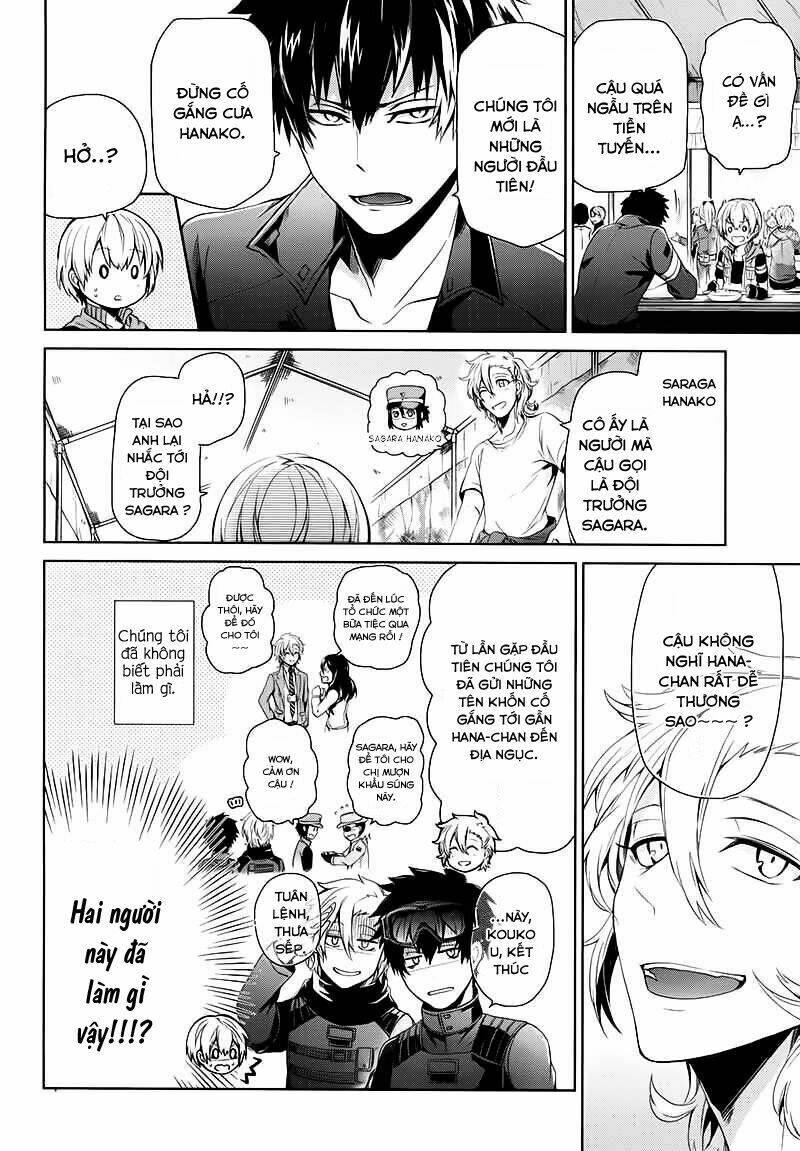 CÓ VẤN
ĐỀ GÌ
Ạ...?
CẬU QUÁ
NGẦU TRÊN
TIỀN
TUYẾN...
CHÚNG TÔI
MỚI LÀ
NHỮNG
NGƯỜI ĐẦU
TIÊN!
ĐỪNG CỐ
GẮNG CƯA
HANAKO.
HỞ..?
SARAGA
HANAKO
CÔ ẤY LÀ
NGƯỜI MÀ
CẬU GỌI
LÀ ĐỘI
TRƯỞNG
SAGARA.
SAGARA HANAKO
HẢ!!?
TẠI SAO
ANH LẠI
NHẮC TỚI
ĐỘI
TRƯỞNG
SAGARA ?
CẬU KHÔNG
NGHĨ HANA-
CHAN RẤT DỄ
THƯƠNG
SAO~~~ ?
TỪ LẦN GẶP ĐẦU
TIÊN CHÚNG TÔI
ĐÃ GỬI NHỮNG
TÊN KHỐN CỐ
GẮNG TỚI GẦN
HANA-CHAN ĐẾN
ĐỊA NGỤC.
ĐÃ ĐẾN LÚC
TỔ CHỨC MỘT
BỮA TIỆC QUA
MẠNG RỒI !
ĐƯỢC
THÔI, HÃY
ĐỂ ĐÓ
CHO TÔI
~~
Chúng tôi
đã không
biết phải
làm gì.
SAGARA, HÃY
ĐỂ TÔI CHO
CHỊ MƯỢN
KHẨU SÚNG
NÀY.
WOW,
CẢM ƠN
CẬU !
...NÀY,
KOUKO
U, KẾT
THÚC
TUÂN
LỆNH,
THƯA
SẾP.
Hai người
này đã
làm gì
vậy!!!?